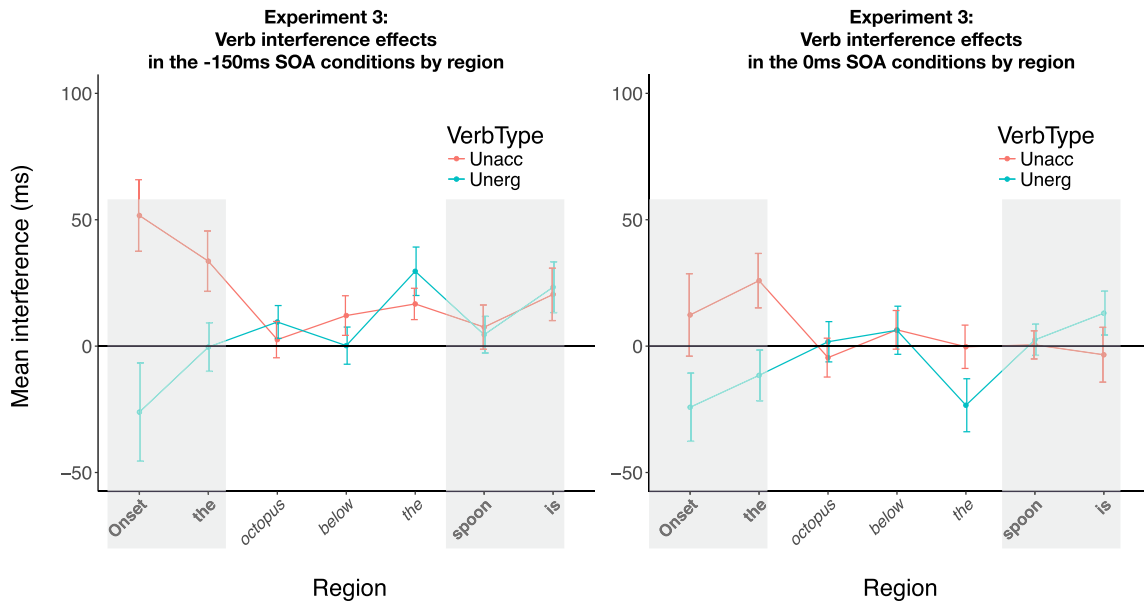 Experiment 3:
Verb interference effects
in the -150ms SOA conditions by region
Experiment 3:
Verb interference effects
in the 0ms SOA conditions by region
Mean interference (ms)
100
50
0
−50
VerbType
Unacc
Unerg
Onset
the
octopus
below
the
spoon
is
Region
100
50
0
−50
VerbType
Unacc
Unerg
Onset
the
octopus
below
the
spoon
is
Region